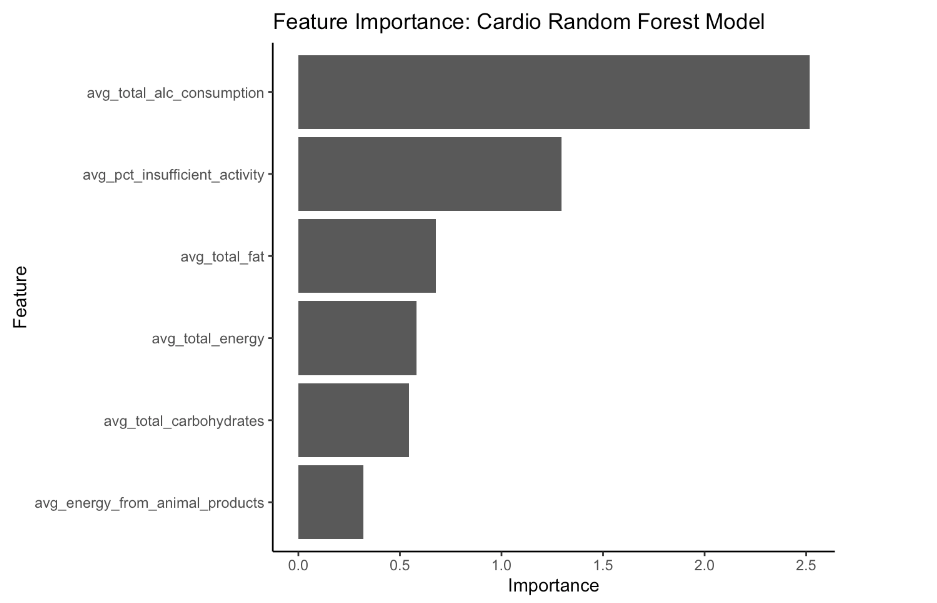 Feature Importance: Cardio Random Forest Model
avg_total_alc_consumption
avg_pct_insufficient_activity
avg_total_fat
Feature
avg_total_energy
avg_total_carbohydrates
avg_energy_from_animal_products
0.0 0.5 1.0 1.5 2.0 2.5
Importance